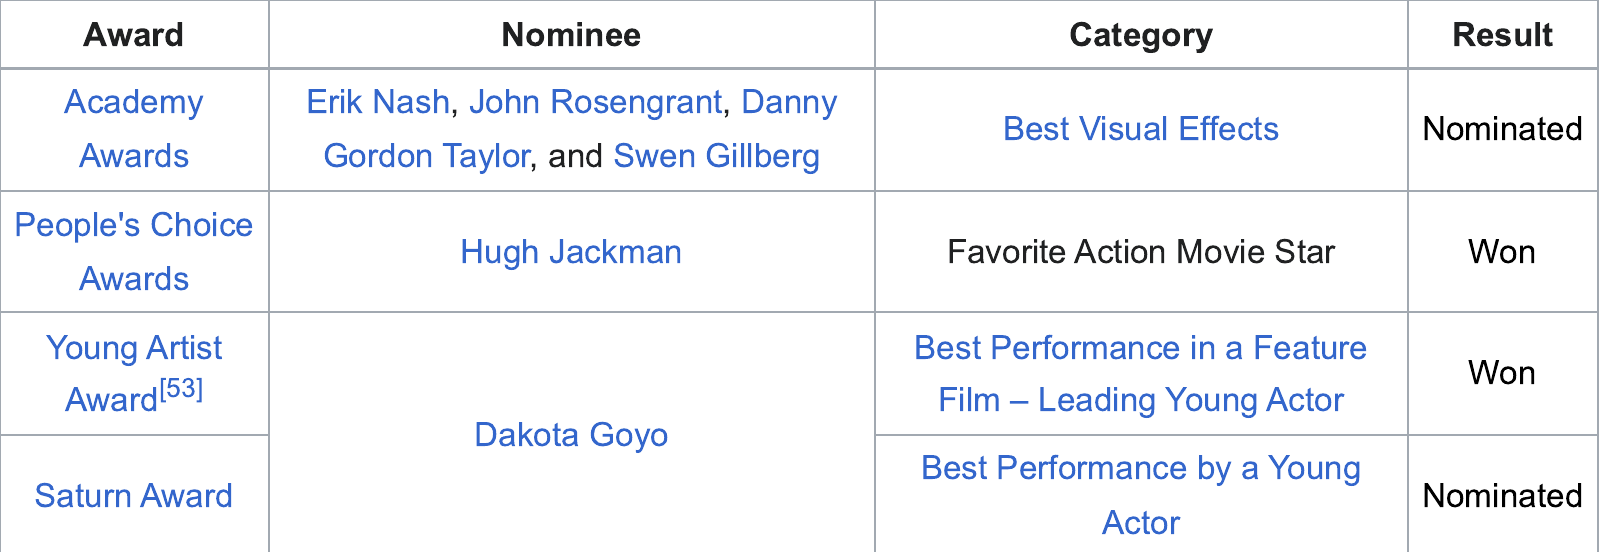 Award Nominee Category Result
Academy
Awards
Erik Nash, John Rosengrant, Danny
Gordon Taylor, and Swen Gillberg
Best Visual Effects
Nominated
People's Choice
Awards
Hugh Jackman
Favorite Action Movie Star
Won
Young Artist
Award[53]
Dakota Goyo
Best Performance in a Feature
Film – Leading Young Actor
Won
Saturn Award
Best Performance by a Young
Actor
Nominated